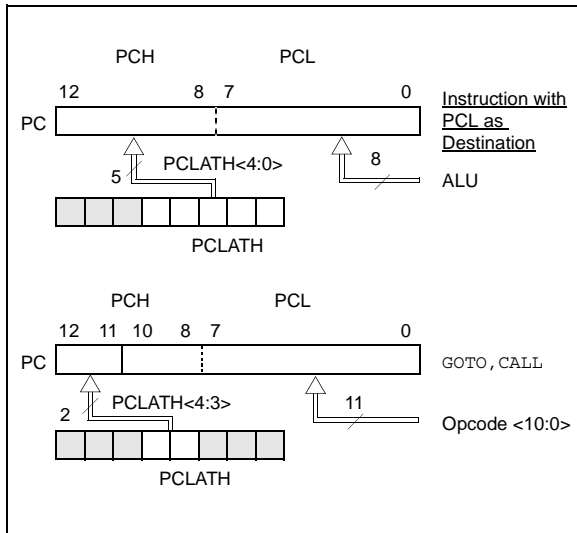 PCH PCL
12 8 7 0
Instruction with
PCL as
Destination
PC
5 PCLATH<4:0> 8
ALU
PCLATH
PCH PCL
12 11 10 8 7 0
PC GOTO, CALL
2 PCLATH<4:3> 11
Opcode <10:0>
PCLATH